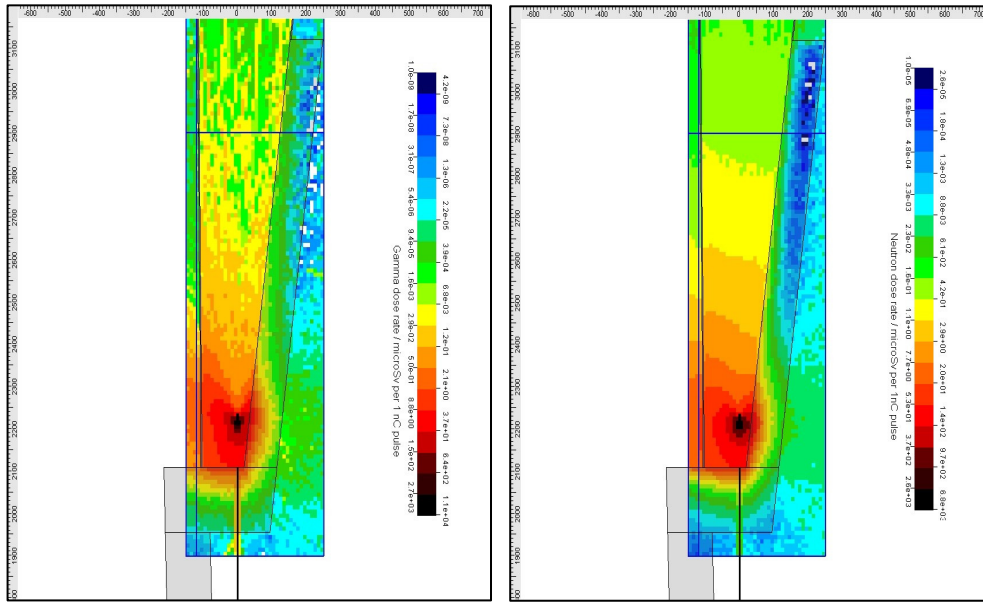 -600 -500 -400 -300 -200 -100 0 100 200 300 400 500 600 700
3100 3000 2900 2800 2700 2600 2500 2400 2300 2200 2100 2000 1900
4.2e-09 7.3e-08 1.3e-06 2.2e-05 3.9e-04 6.8e-03 1.2e-01 2.1e+00 3.7e+01 6.4e+02 1.1e+04
1.0e-09 1.7e-08 3.1e-07 5.4e-06 9.4e-05 1.6e-03 2.9e-02 5.0e-01 8.8e+00 1.5e+02 2.7e+03
Gamma dose rate / microSv per 1 nC pulse
-600 -500 -400 -300 -200 -100 0 100 200 300 400 500 600 700
3100 3000 2900 2800 2700 2600 2500 2400 2300 2200 2100 2000 1900
2.6e-05 1.8e-04 1.3e-03 8.8e-03 6.1e-02 4.2e-01 2.9e+00 2.0e+01 1.4e+02 9.7e+02 6.8e+03
1.0e-05 6.9e-05 4.8e-04 3.3e-03 2.3e-02 1.6e-01 1.1e+00 7.7e+00 5.3e+01 3.7e+02 2.6e+03
Neutron dose rate / microSv per 1nC pulse